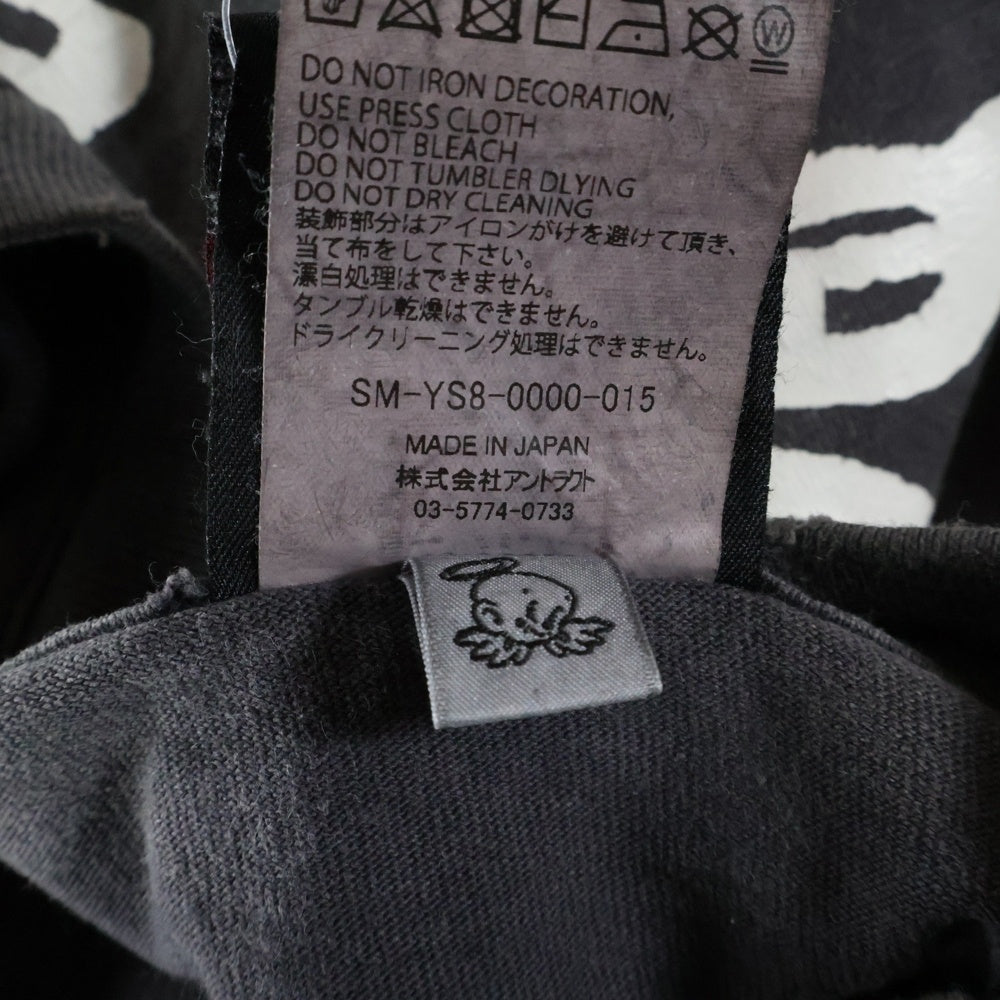 W
DO NOT IRON DECORATION,
USE PRESS CLOTH
DO NOT BLEACH
DO NOT TUMBLER DLYING
DO NOT DRY CLEANING
装飾部分はアイロンがけを避けて頂き、
当て布をして下さい。
漂白処理はできません。
タンブル乾燥はできません。
ドライクリーニング処理はできません。
SM-YS8-0000-015
MADE IN JAPAN
株式会社アントラクト
03-5774-0733